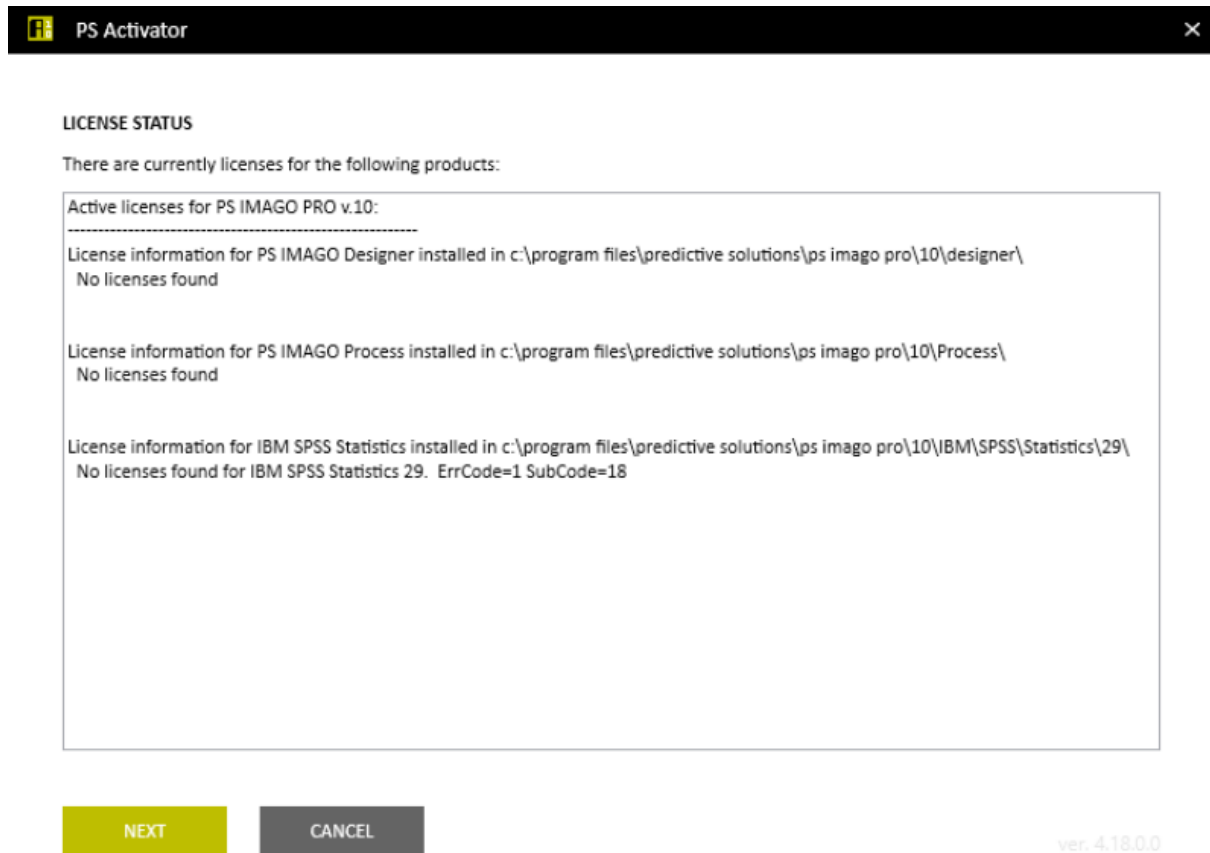 PS Activator
LICENSE STATUS
There are currently licenses for the following products:
Active licenses for PS IMAGO PRO v.10:
----------------------------------------------------------
License information for PS IMAGO Designer installed in c:\program files\predictive solutions\ps imago pro\10\designer\
No licenses found
License information for PS IMAGO Process installed in c:\program files\predictive solutions\ps imago pro\10\Process\
No licenses found
License information for IBM SPSS Statistics installed in c:\program files\predictive solutions\ps imago pro\10\IBM\SPSS\Statistics\29\
No licenses found for IBM SPSS Statistics 29. ErrCode=1 SubCode=18
NEXT
CANCEL
ver. 4.18.0.0